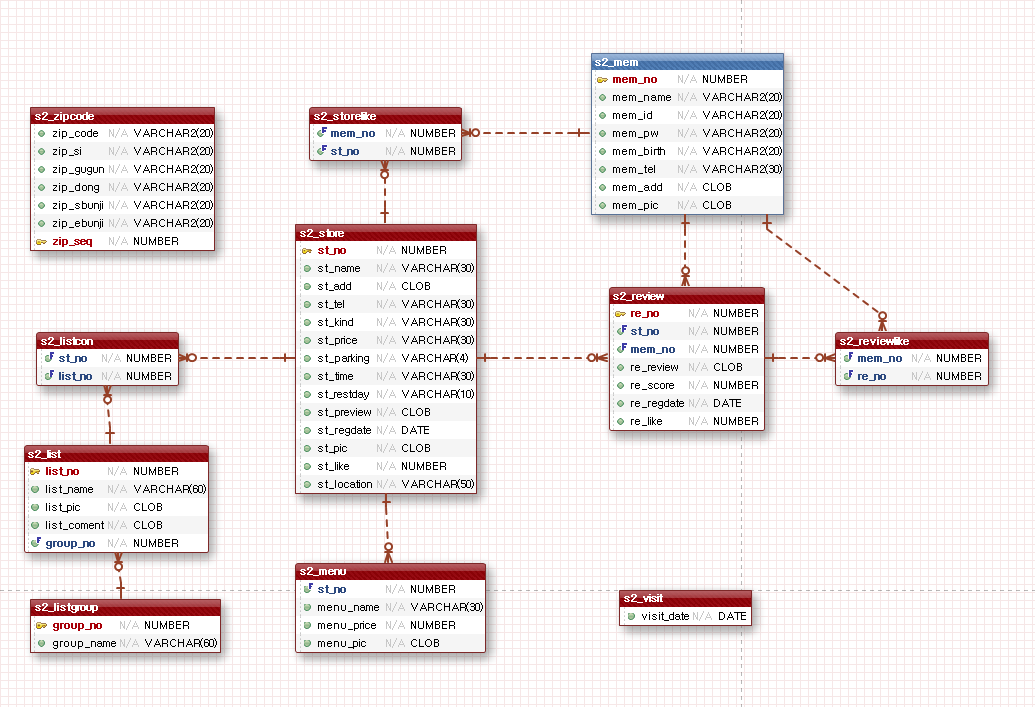 s2_zipcode
zip_code N/A VARCHAR2(20)
zip_si N/A VARCHAR2(20)
zip_gugun N/A VARCHAR2(20)
zip_dong N/A VARCHAR2(20)
zip_sbunji N/A VARCHAR2(20)
zip_ebunji N/A VARCHAR2(20)
zip_seq N/A NUMBER
s2_storelike
mem_no N/A NUMBER
st_no N/A NUMBER
s2_mem
mem_no N/A NUMBER
mem_name N/A VARCHAR2(20)
mem_id N/A VARCHAR2(20)
mem_pw N/A VARCHAR2(20)
mem_birth N/A VARCHAR2(20)
mem_tel N/A VARCHAR2(30)
mem_add N/A CLOB
mem_pic N/A CLOB
s2_store
st_no N/A NUMBER
st_name N/A VARCHAR(30)
st_add N/A CLOB
st_tel N/A VARCHAR(30)
st_kind N/A VARCHAR(30)
st_price N/A VARCHAR(30)
st_parking N/A VARCHAR(4)
st_time N/A VARCHAR(30)
st_restday N/A VARCHAR(10)
st_preview N/A CLOB
st_regdate N/A DATE
st_pic N/A CLOB
st_like N/A NUMBER
st_location N/A VARCHAR(50)
s2_review
re_no N/A NUMBER
st_no N/A NUMBER
mem_no N/A NUMBER
re_review N/A CLOB
re_score N/A NUMBER
re_regdate N/A DATE
re_like N/A NUMBER
s2_reviewlike
mem_no N/A NUMBER
re_no N/A NUMBER
s2_listcon
st_no N/A NUMBER
list_no N/A NUMBER
s2_list
list_no N/A NUMBER
list_name N/A VARCHAR(60)
list_pic N/A CLOB
list_coment N/A CLOB
group_no N/A NUMBER
s2_listgroup
group_no N/A NUMBER
group_name N/A VARCHAR(60)
s2_menu
st_no N/A NUMBER
menu_name N/A VARCHAR(30)
menu_price N/A NUMBER
menu_pic N/A CLOB
s2_visit
visit_date N/A DATE